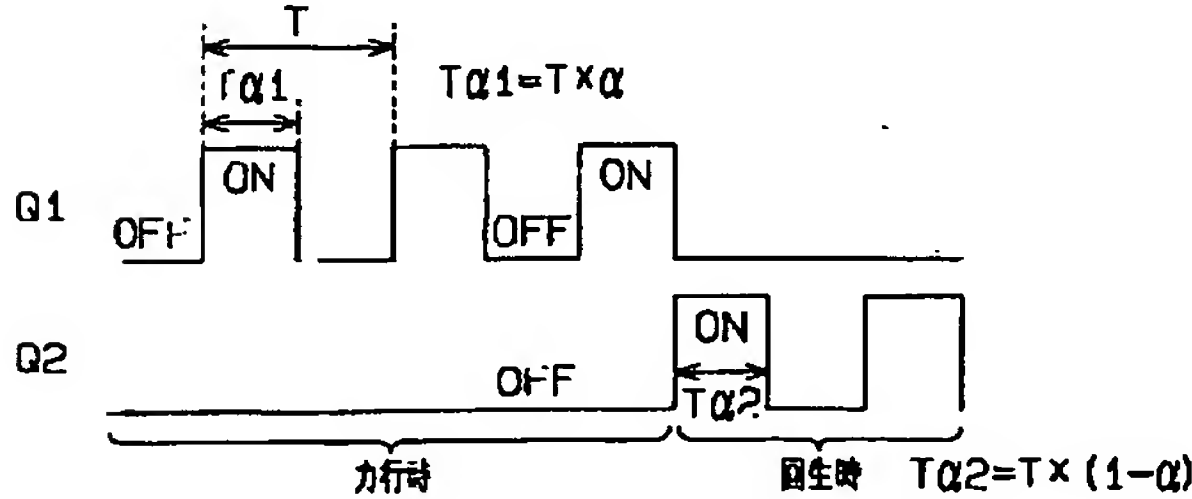 T
Tα1
Tα1=T×α
Q1
OFF
ON
OFF
ON
Q2
OFF
ON
Tα2
力行時
回生時
Tα2=T×(1-α)